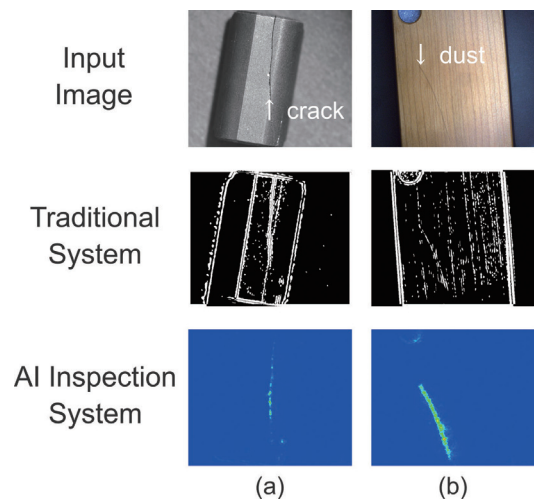 Input
Image
↑ crack
↓ dust
Traditional
System
AI Inspection
System
(a)
(b)